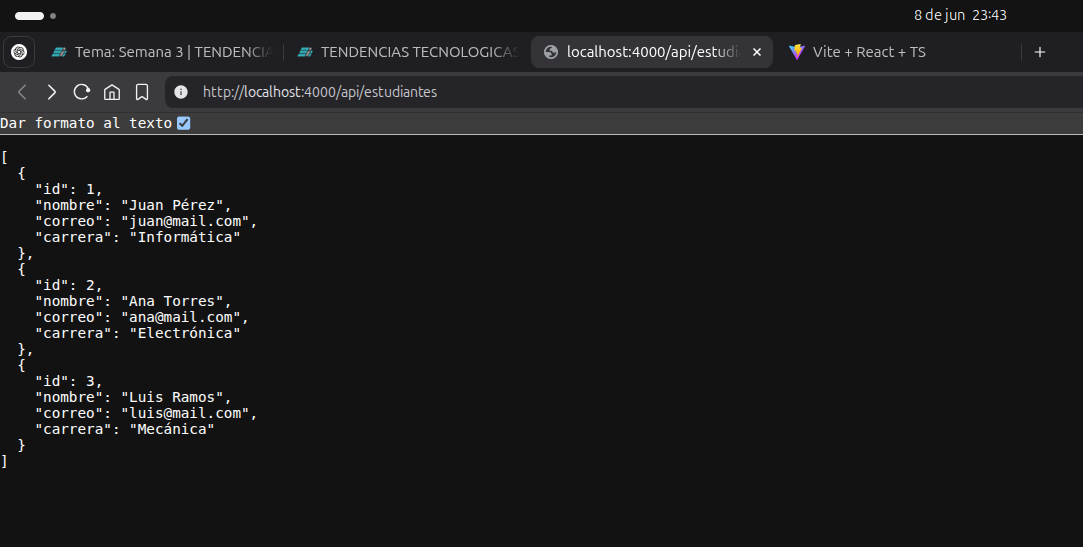 8 de jun 23:43
Tema: Semana 3 | TENDENCIA
TENDENCIAS TECNOLOGICAS
localhost:4000/api/estudi
Vite + React + TS
http://localhost:4000/api/estudiantes
Dar formato al texto
[
{
"id": 1,
"nombre": "Juan Pérez",
"correo": "juan@mail.com",
"carrera": "Informática"
},
{
"id": 2,
"nombre": "Ana Torres",
"correo": "ana@mail.com",
"carrera": "Electrónica"
},
{
"id": 3,
"nombre": "Luis Ramos",
"correo": "luis@mail.com",
"carrera": "Mecánica"
}
]